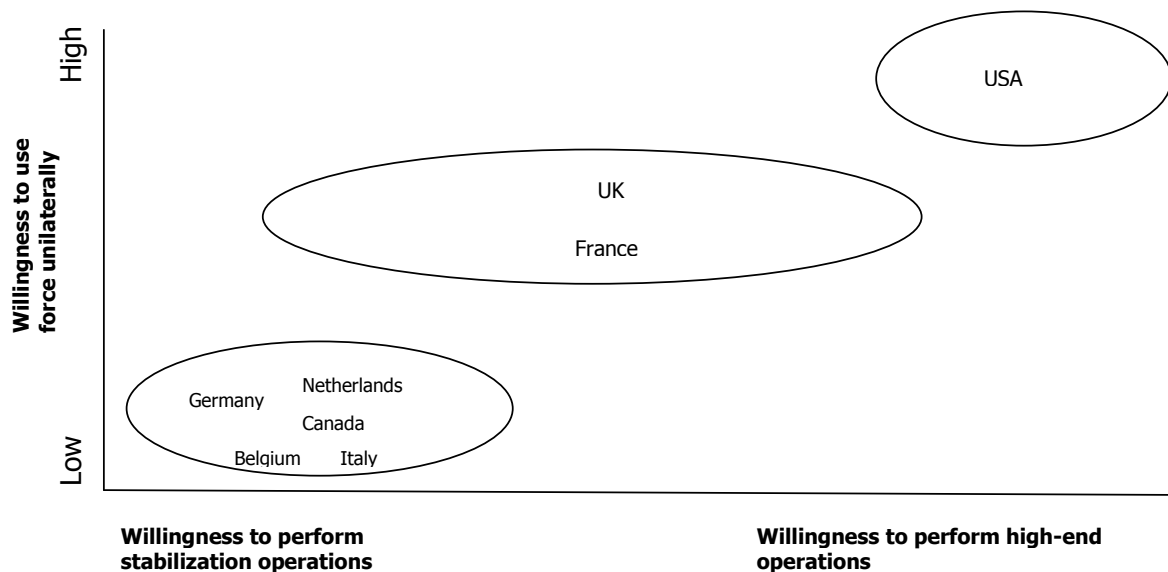 High
USA
Willingness to use
force unilaterally
UK
France
Netherlands
Germany
Canada
Belgium
Italy
Low
Willingness to perform
stabilization operations
Willingness to perform high-end
operations